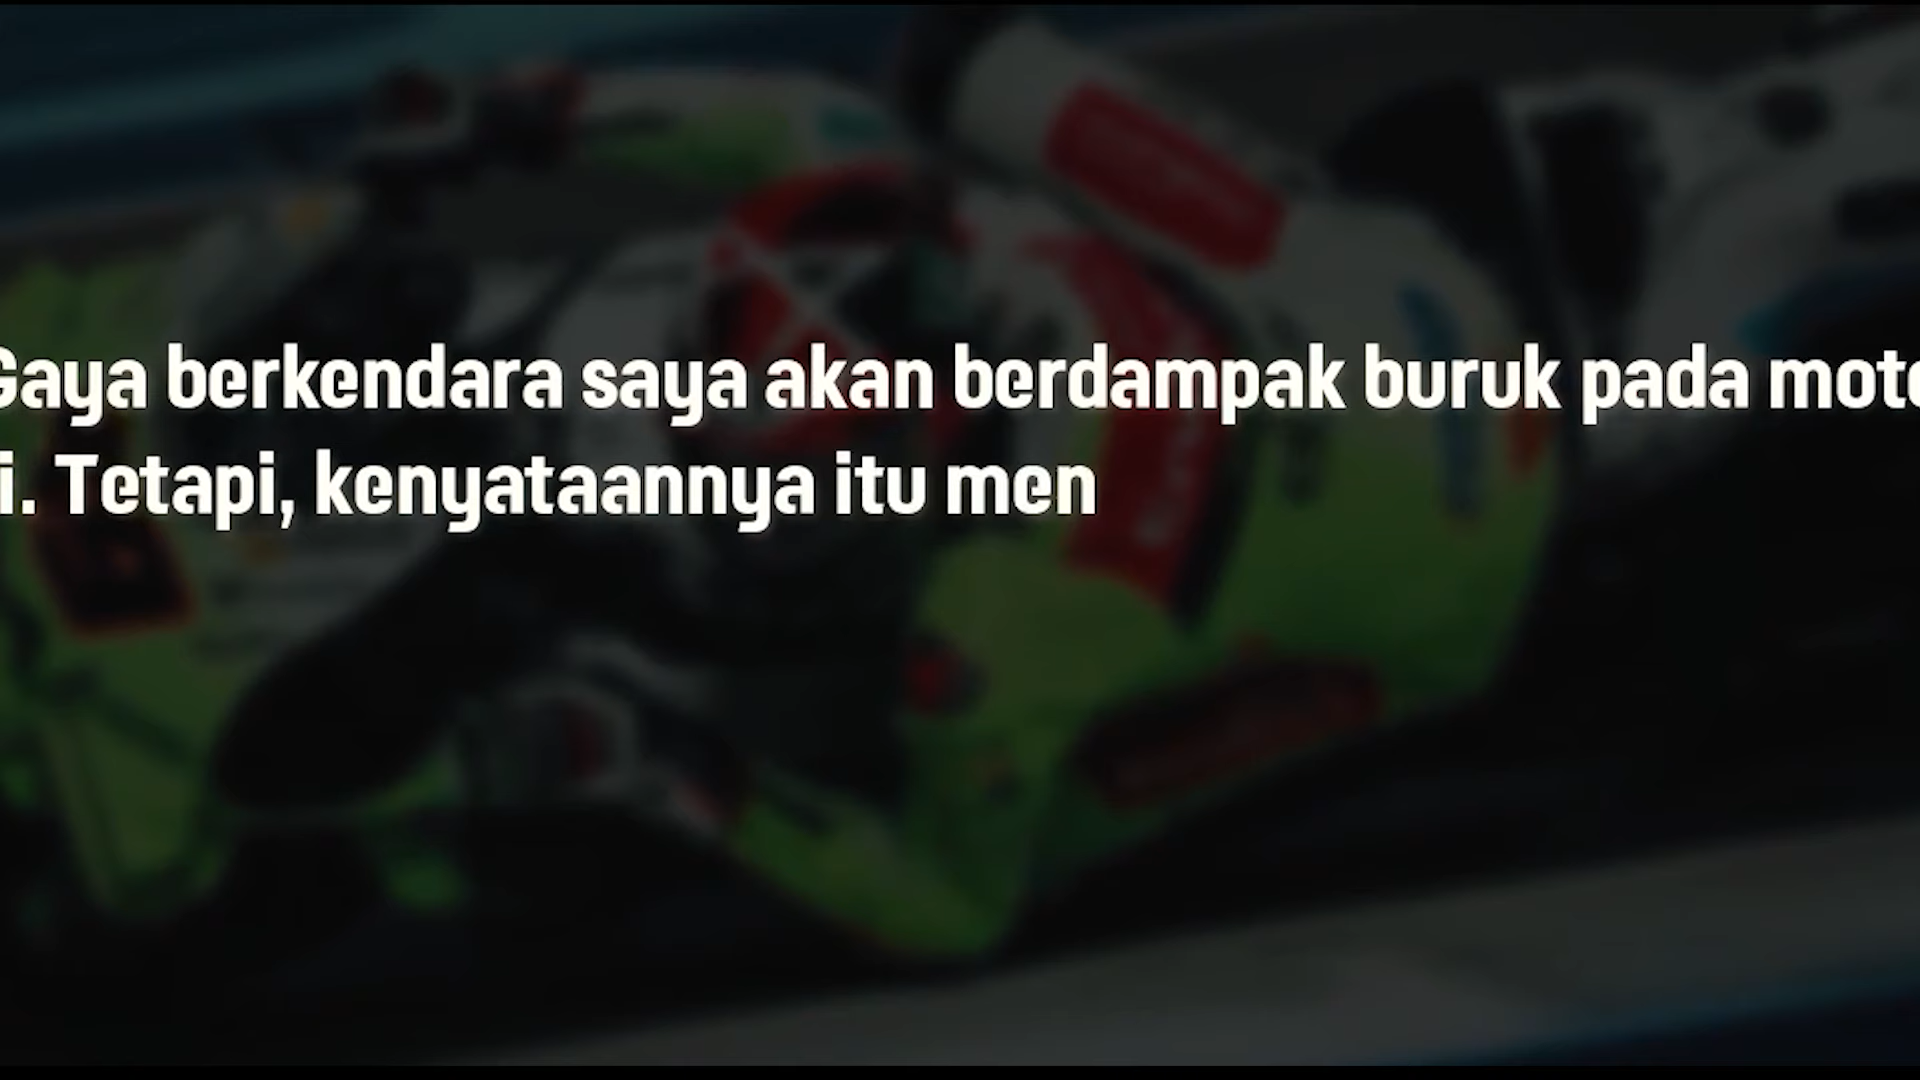 Gaya berkendara saya akan berdampak buruk pada moto
i. Tetapi, kenyataannya itu men